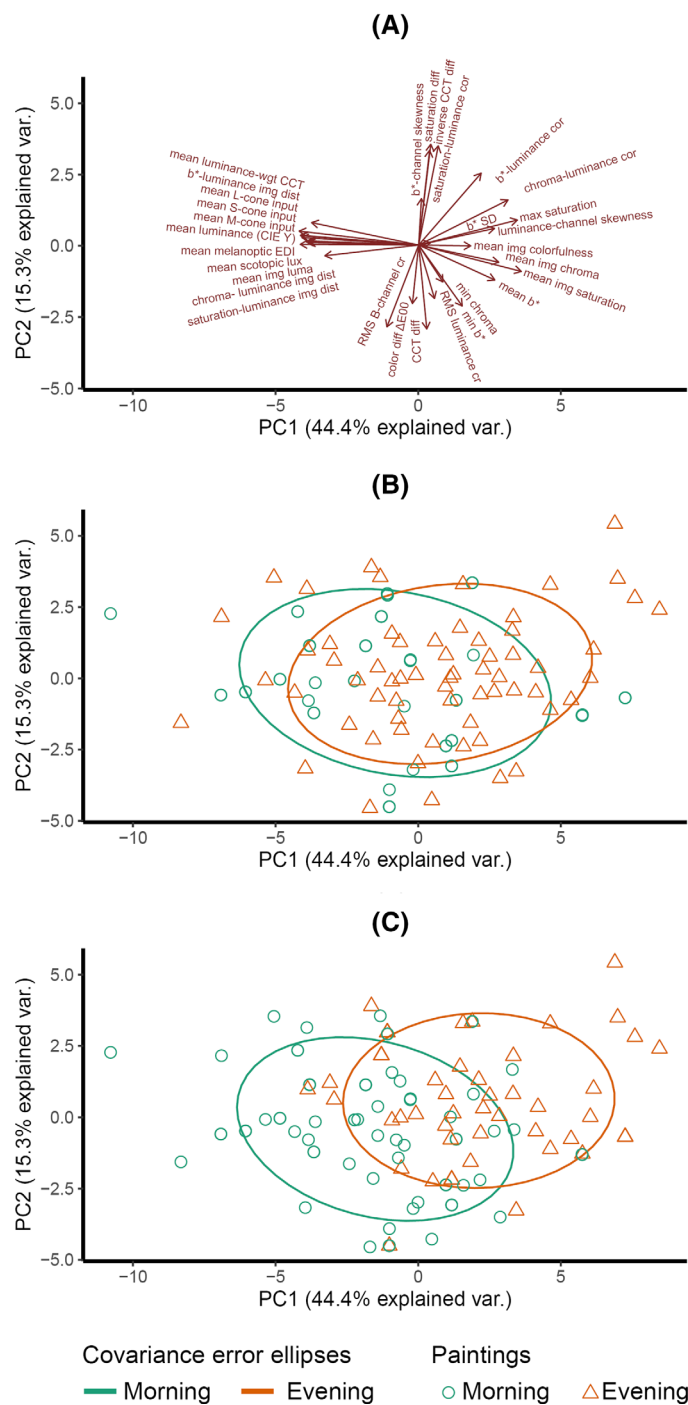 (A)
PC2 (15.3% explained var.)
5.0
2.5
0.0
−2.5
−5.0
b*-channel skewness
saturation diff
inverse CCT diff
saturation-luminance cor
b*-luminance cor
chroma-luminance cor
mean luminance-wgt CCT
b*-luminance img dist
mean L-cone input
mean S-cone input
mean M-cone input
mean luminance (CIE Y)
mean melanoptic EDI
mean scotopic lux
mean img luma
chroma- luminance img dist
saturation-luminance img dist
b* SD
max saturation
luminance-channel skewness
mean img colorfulness
mean img chroma
mean img saturation
mean b*
RMS B-channel cr
color diff ΔE00
CCT diff
RMS luminance cr
min chroma
min b*
−10
−5
0
5
PC1 (44.4% explained var.)
(B)
PC2 (15.3% explained var.)
5.0
2.5
0.0
−2.5
−5.0
−10
−5
0
5
PC1 (44.4% explained var.)
(C)
PC2 (15.3% explained var.)
5.0
2.5
0.0
−2.5
−5.0
−10
−5
0
5
PC1 (44.4% explained var.)
Covariance error ellipses
Paintings
Morning
Evening
Morning
Evening